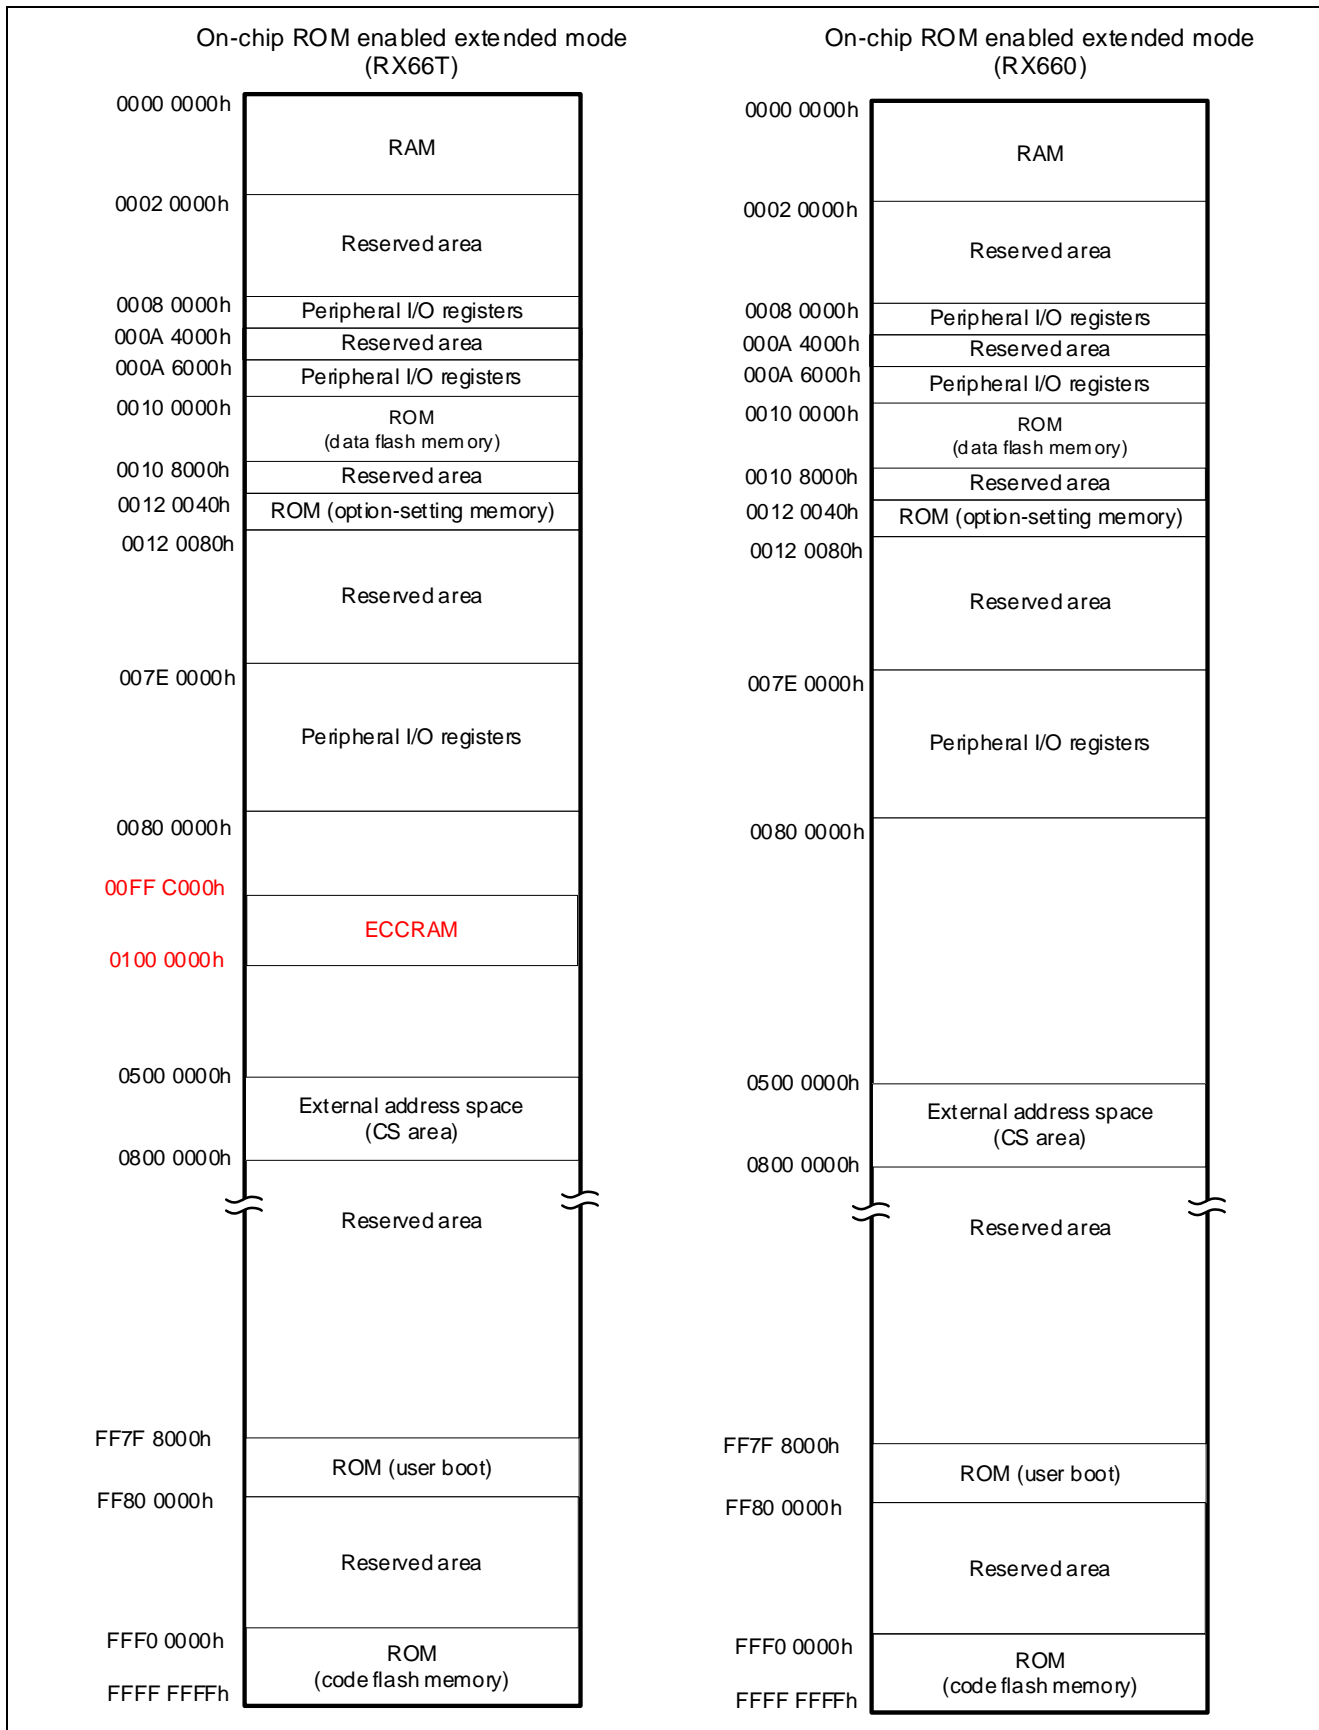 On-chip ROM enabled extended mode
(RX66T)
0000 0000h
RAM
0002 0000h
Reserved area
0008 0000h
Peripheral I/O registers
000A 4000h
Reserved area
000A 6000h
Peripheral I/O registers
0010 0000h
ROM
(data flash memory)
0010 8000h
Reserved area
0012 0040h
ROM (option-setting memory)
0012 0080h
Reserved area
007E 0000h
Peripheral I/O registers
0080 0000h
00FF C000h
ECCRAM
0100 0000h
0500 0000h
External address space
(CS area)
0800 0000h
Reserved area
FF7F 8000h
ROM (user boot)
FF80 0000h
Reserved area
FFF0 0000h
ROM
(code flash memory)
FFFF FFFFh
On-chip ROM enabled extended mode
(RX660)
0000 0000h
RAM
0002 0000h
Reserved area
0008 0000h
Peripheral I/O registers
000A 4000h
Reserved area
000A 6000h
Peripheral I/O registers
0010 0000h
ROM
(data flash memory)
0010 8000h
Reserved area
0012 0040h
ROM (option-setting memory)
0012 0080h
Reserved area
007E 0000h
Peripheral I/O registers
0080 0000h
0500 0000h
External address space
(CS area)
0800 0000h
Reserved area
FF7F 8000h
ROM (user boot)
FF80 0000h
Reserved area
FFF0 0000h
ROM
(code flash memory)
FFFF FFFFh